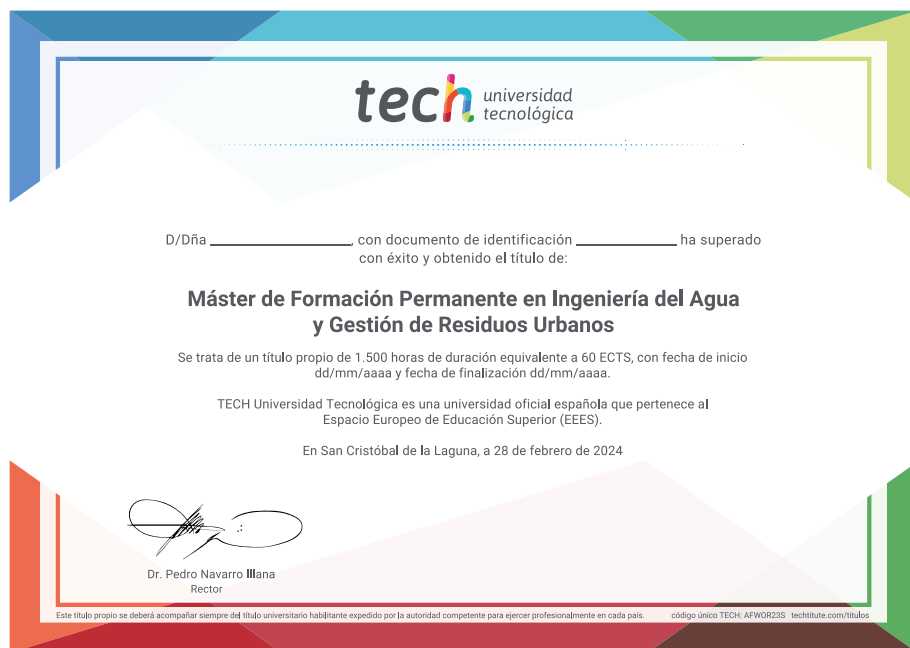 tech universidad
tecnológica
D/Dña ______________, con documento de identificación __________ ha superado
con éxito y obtenido el título de:
Máster de Formación Permanente en Ingeniería del Agua
y Gestión de Residuos Urbanos
Se trata de un título propio de 1.500 horas de duración equivalente a 60 ECTS, con fecha de inicio
dd/mm/aaaa y fecha de finalización dd/mm/aaaa.
TECH Universidad Tecnológica es una universidad oficial española que pertenece al
Espacio Europeo de Educación Superior (EEES).
En San Cristóbal de la Laguna, a 28 de febrero de 2024
Dr. Pedro Navarro Illana
Rector
Este título propio se deberá acompañar siempre del título universitario habilitante expedido por la autoridad competente para ejercer profesionalmente en cada país. código único TECH: AFWOR23S techtitute.com/titulos